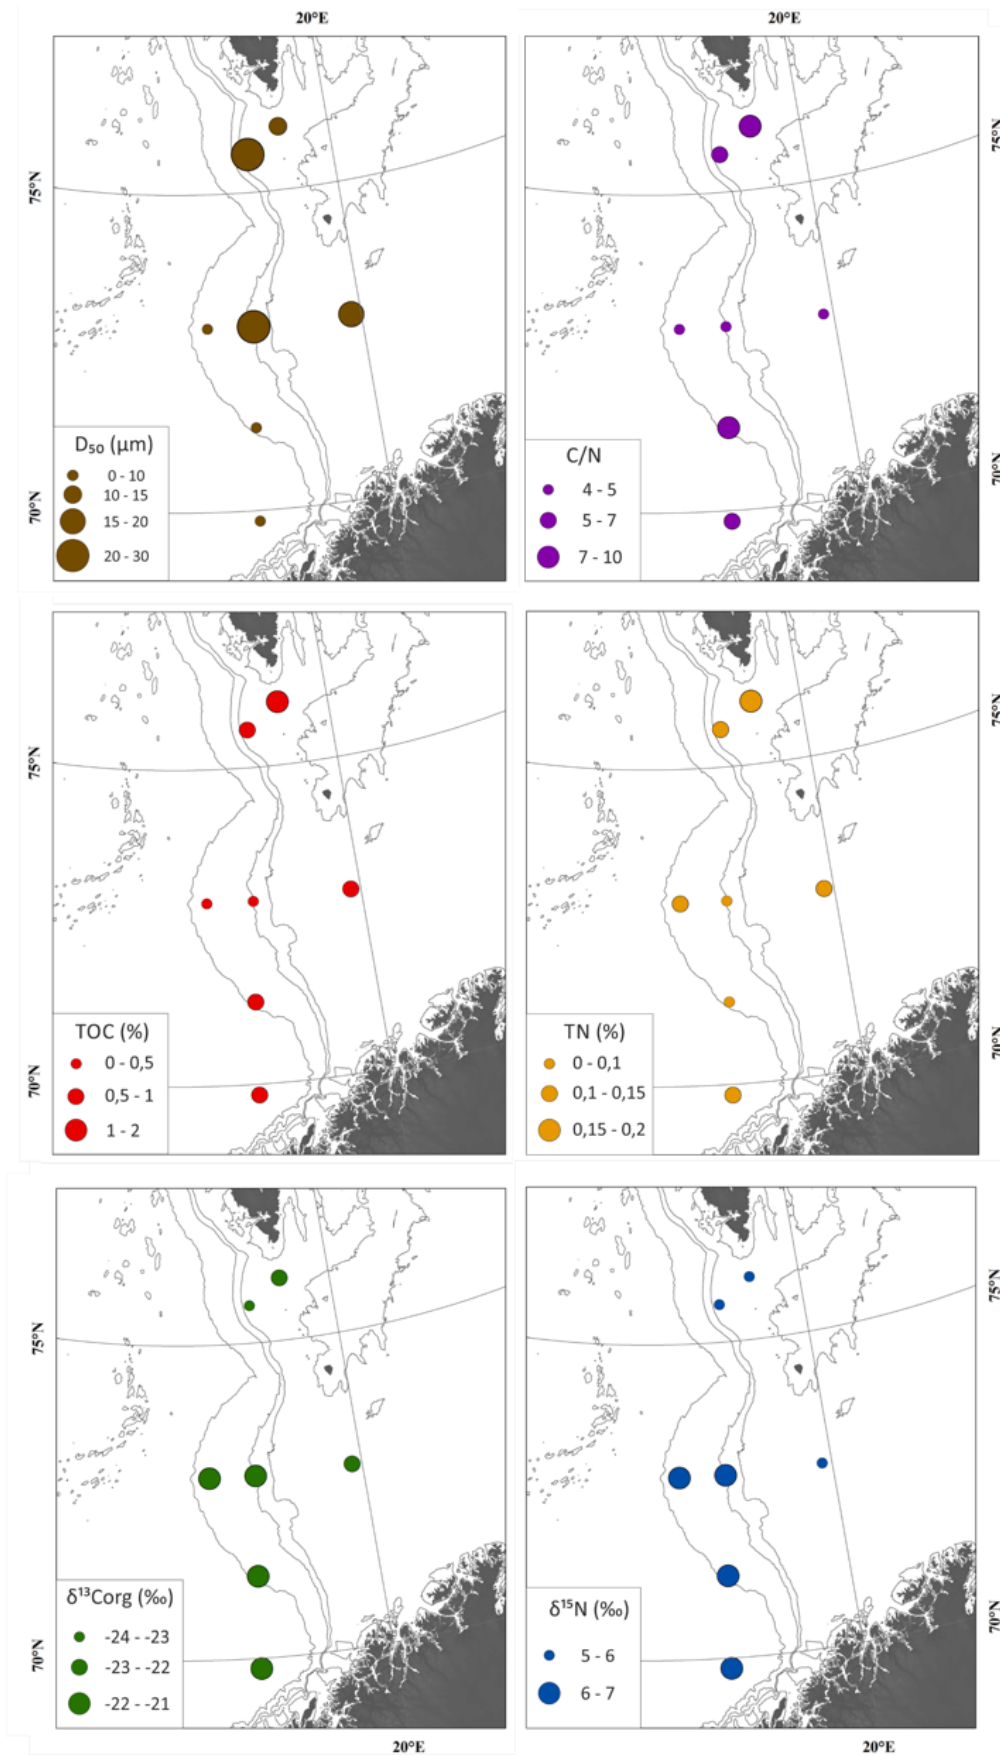 20°E
20°E
75°N
75°N
70°N
70°N
D₅₀ (µm)
0 - 10
10 - 15
15 - 20
20 - 30
C/N
4 - 5
5 - 7
7 - 10
75°N
75°N
70°N
70°N
TOC (%)
0 - 0,5
0,5 - 1
1 - 2
TN (%)
0 - 0,1
0,1 - 0,15
0,15 - 0,2
75°N
75°N
70°N
70°N
δ¹³Corg (‰)
-24 - -23
-23 - -22
-22 - -21
δ¹⁵N (‰)
5 - 6
6 - 7
20°E
20°E